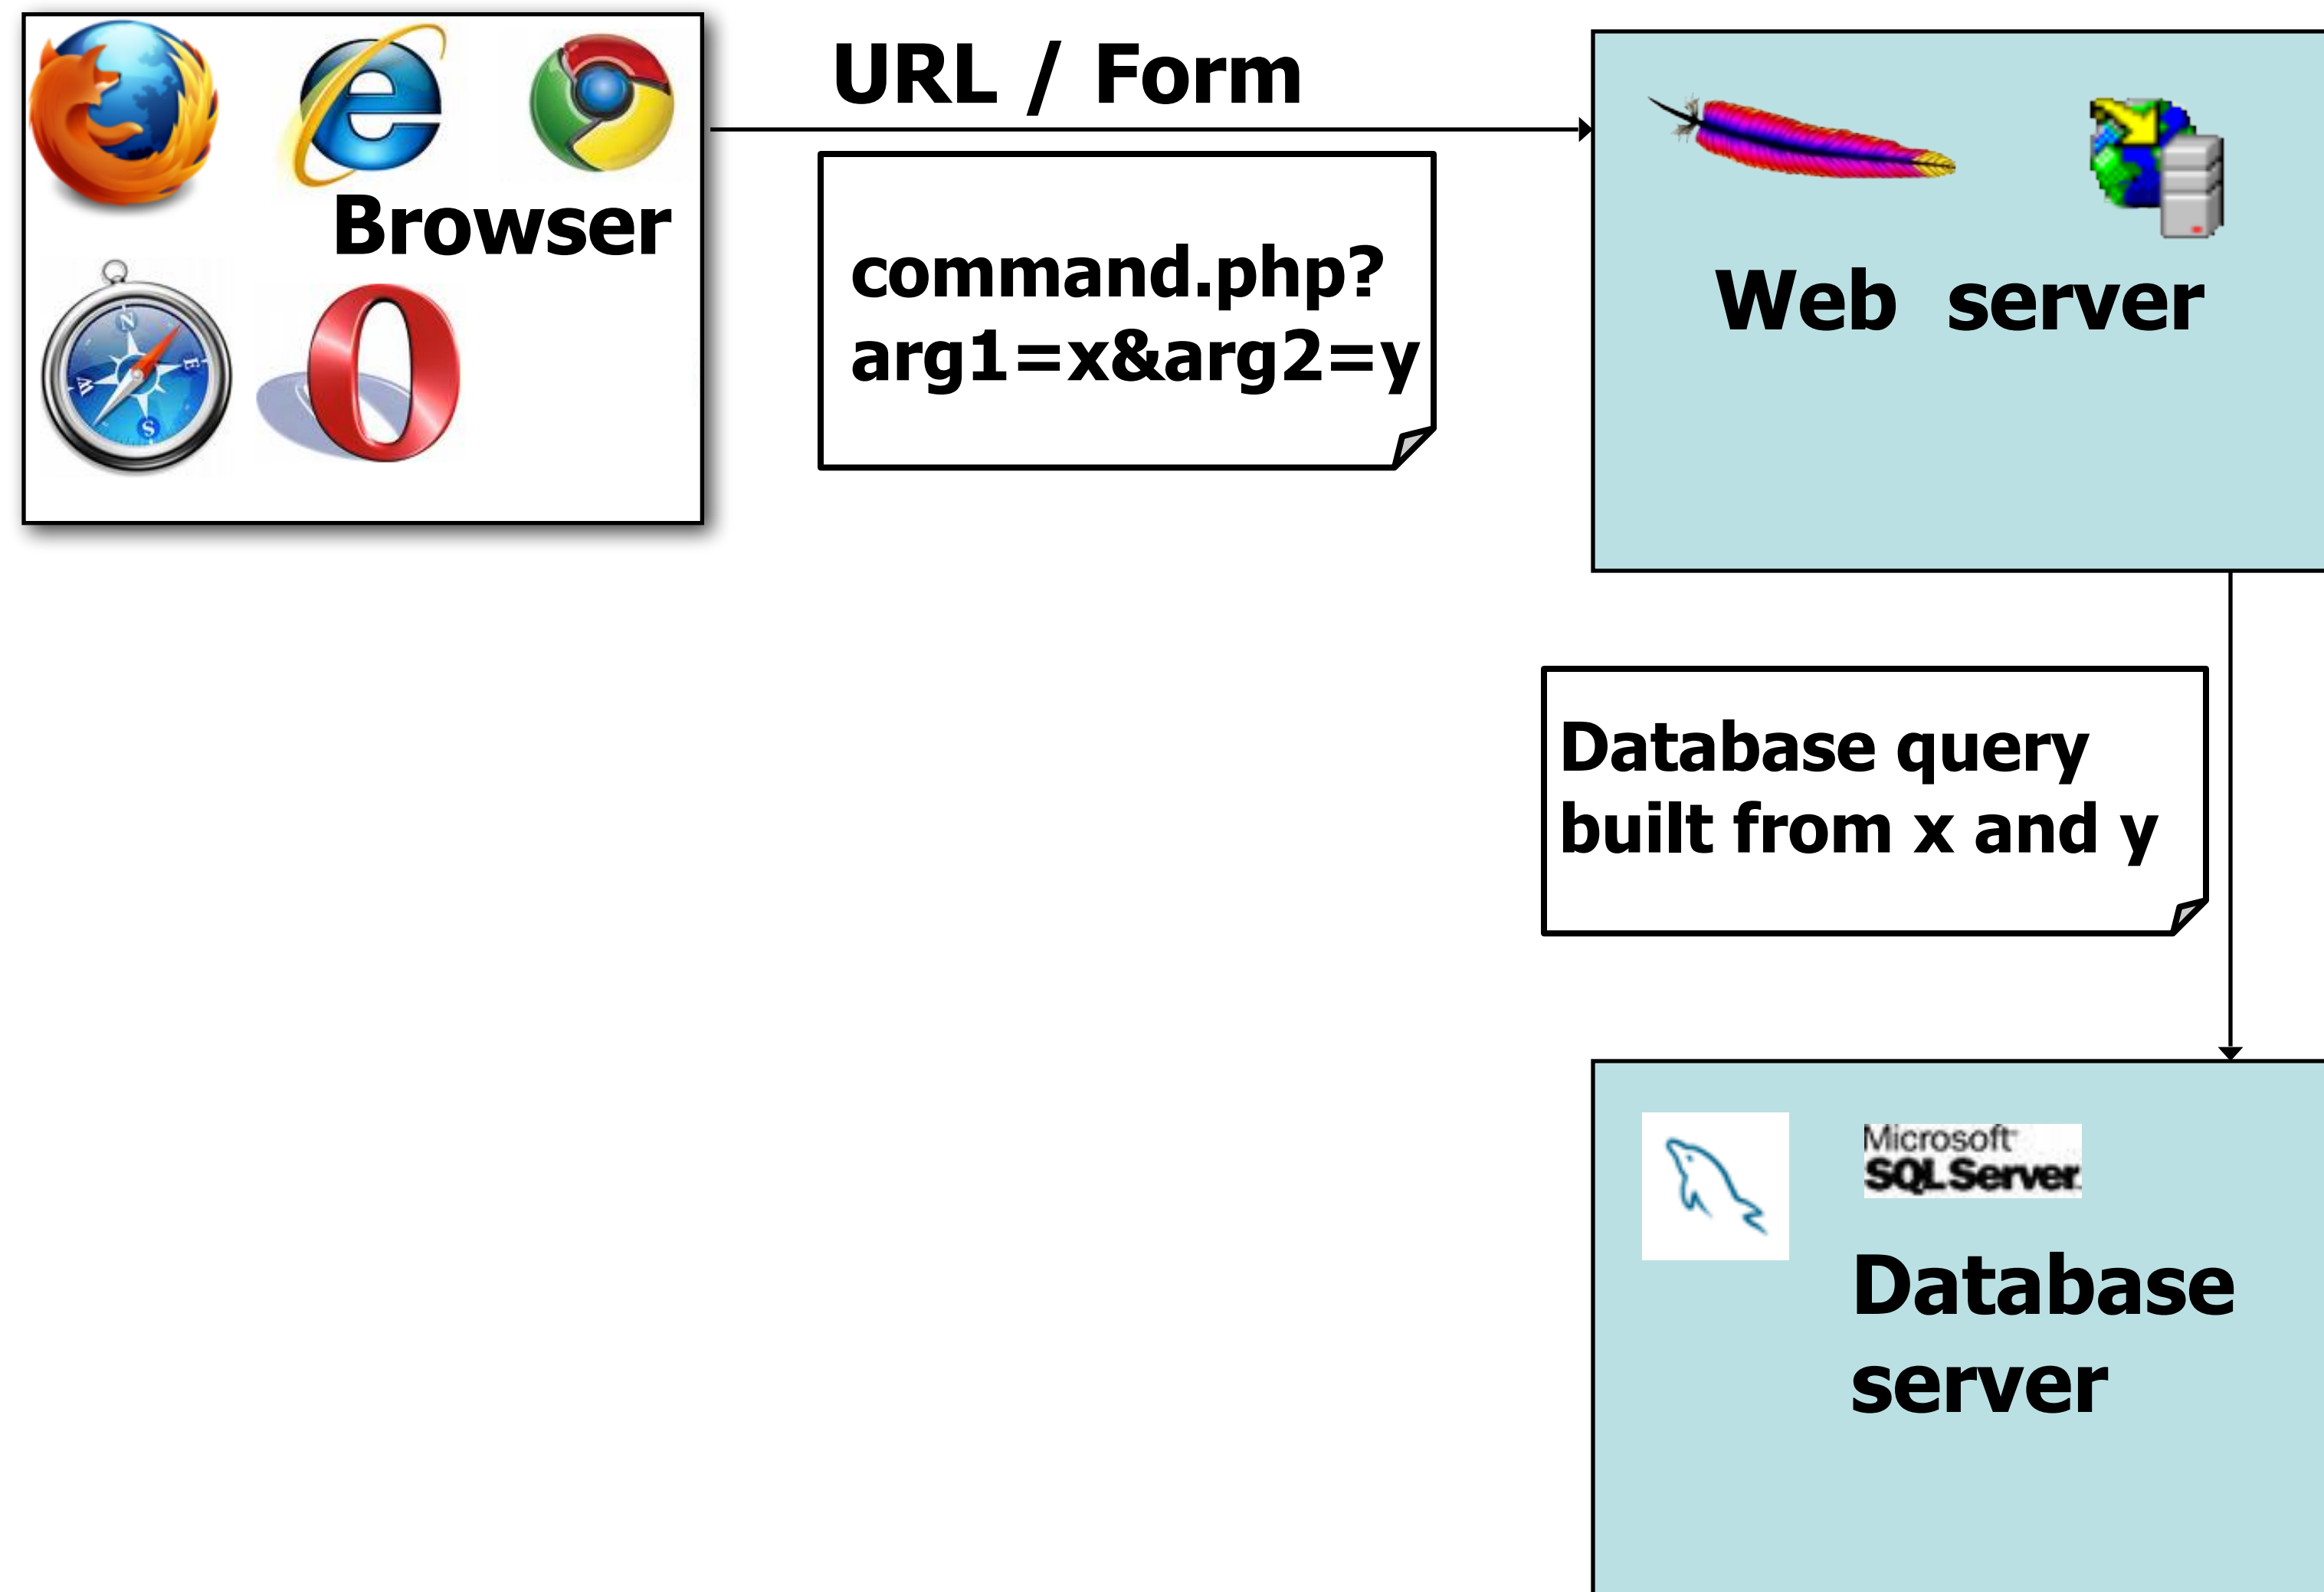 URL / Form
Browser
command.php?
arg1=x&arg2=y
Web server
Database query
built from x and y
Microsoft
SQL Server
Database
server
N
E
S
W